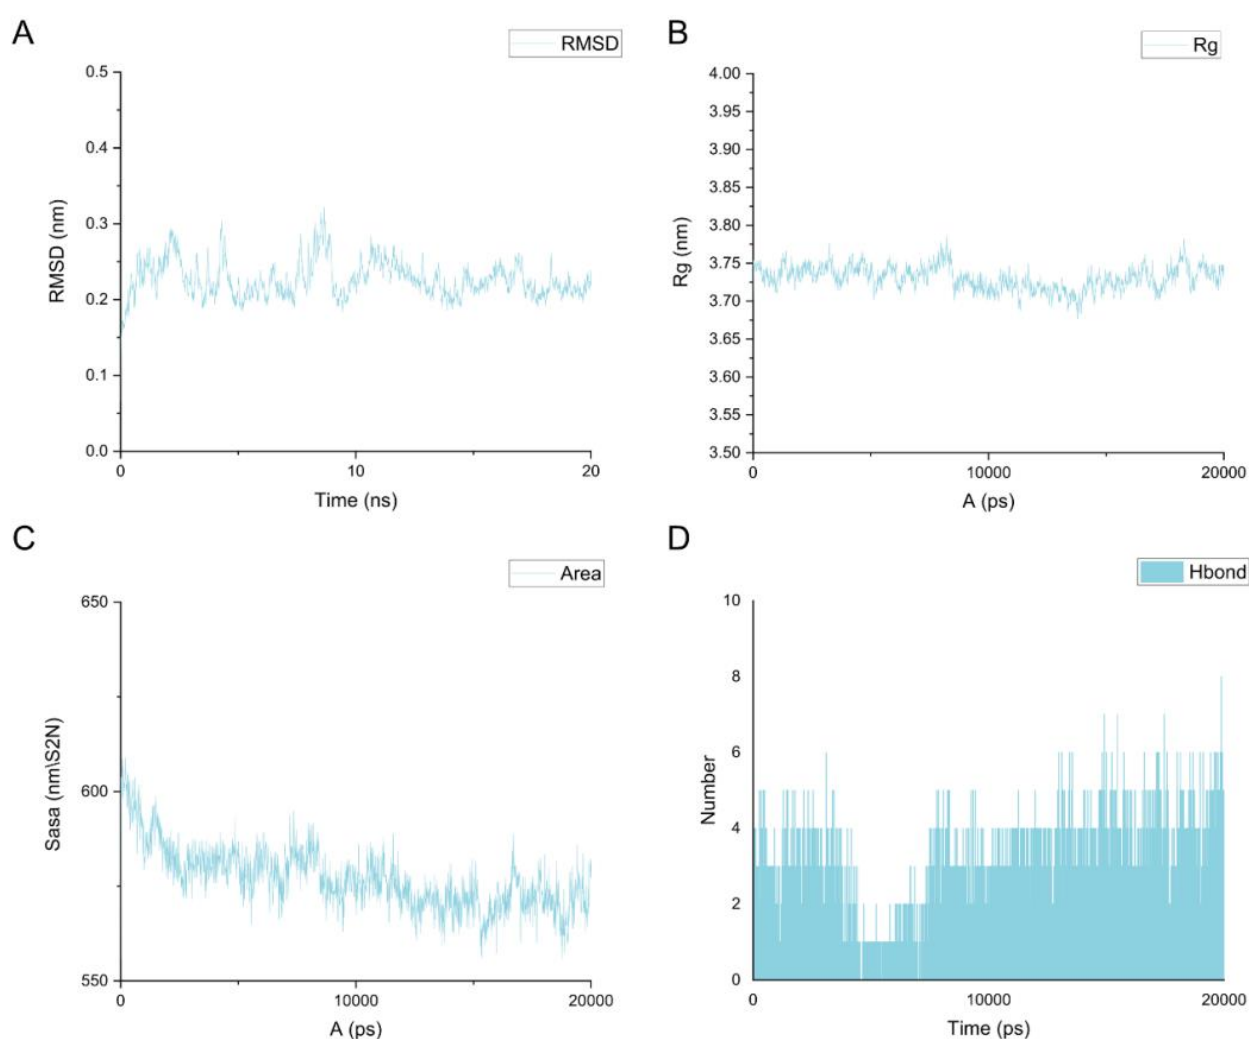 A
RMSD
0.5
0.4
0.3
0.2
0.1
0.0
RMSD (nm)
0
10
20
Time (ns)
B
Rg
4.00
3.95
3.90
3.85
3.80
3.75
3.70
3.65
3.60
3.55
3.50
Rg (nm)
0
10000
20000
A (ps)
C
Area
650
600
550
Sasa (nm\S2N)
0
10000
20000
A (ps)
D
Hbond
10
8
6
4
2
0
Number
0
10000
20000
Time (ps)